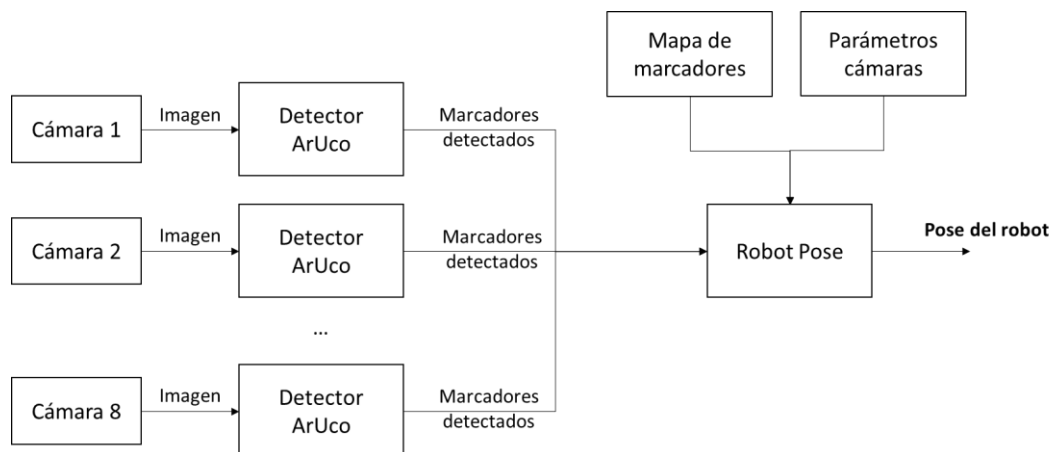 Mapa de
marcadores
Parámetros
cámaras
Cámara 1
Imagen
Detector
ArUco
Marcadores
detectados
Cámara 2
Imagen
Detector
ArUco
Marcadores
detectados
Robot Pose
Pose del robot
...
Cámara 8
Imagen
Detector
ArUco
Marcadores
detectados